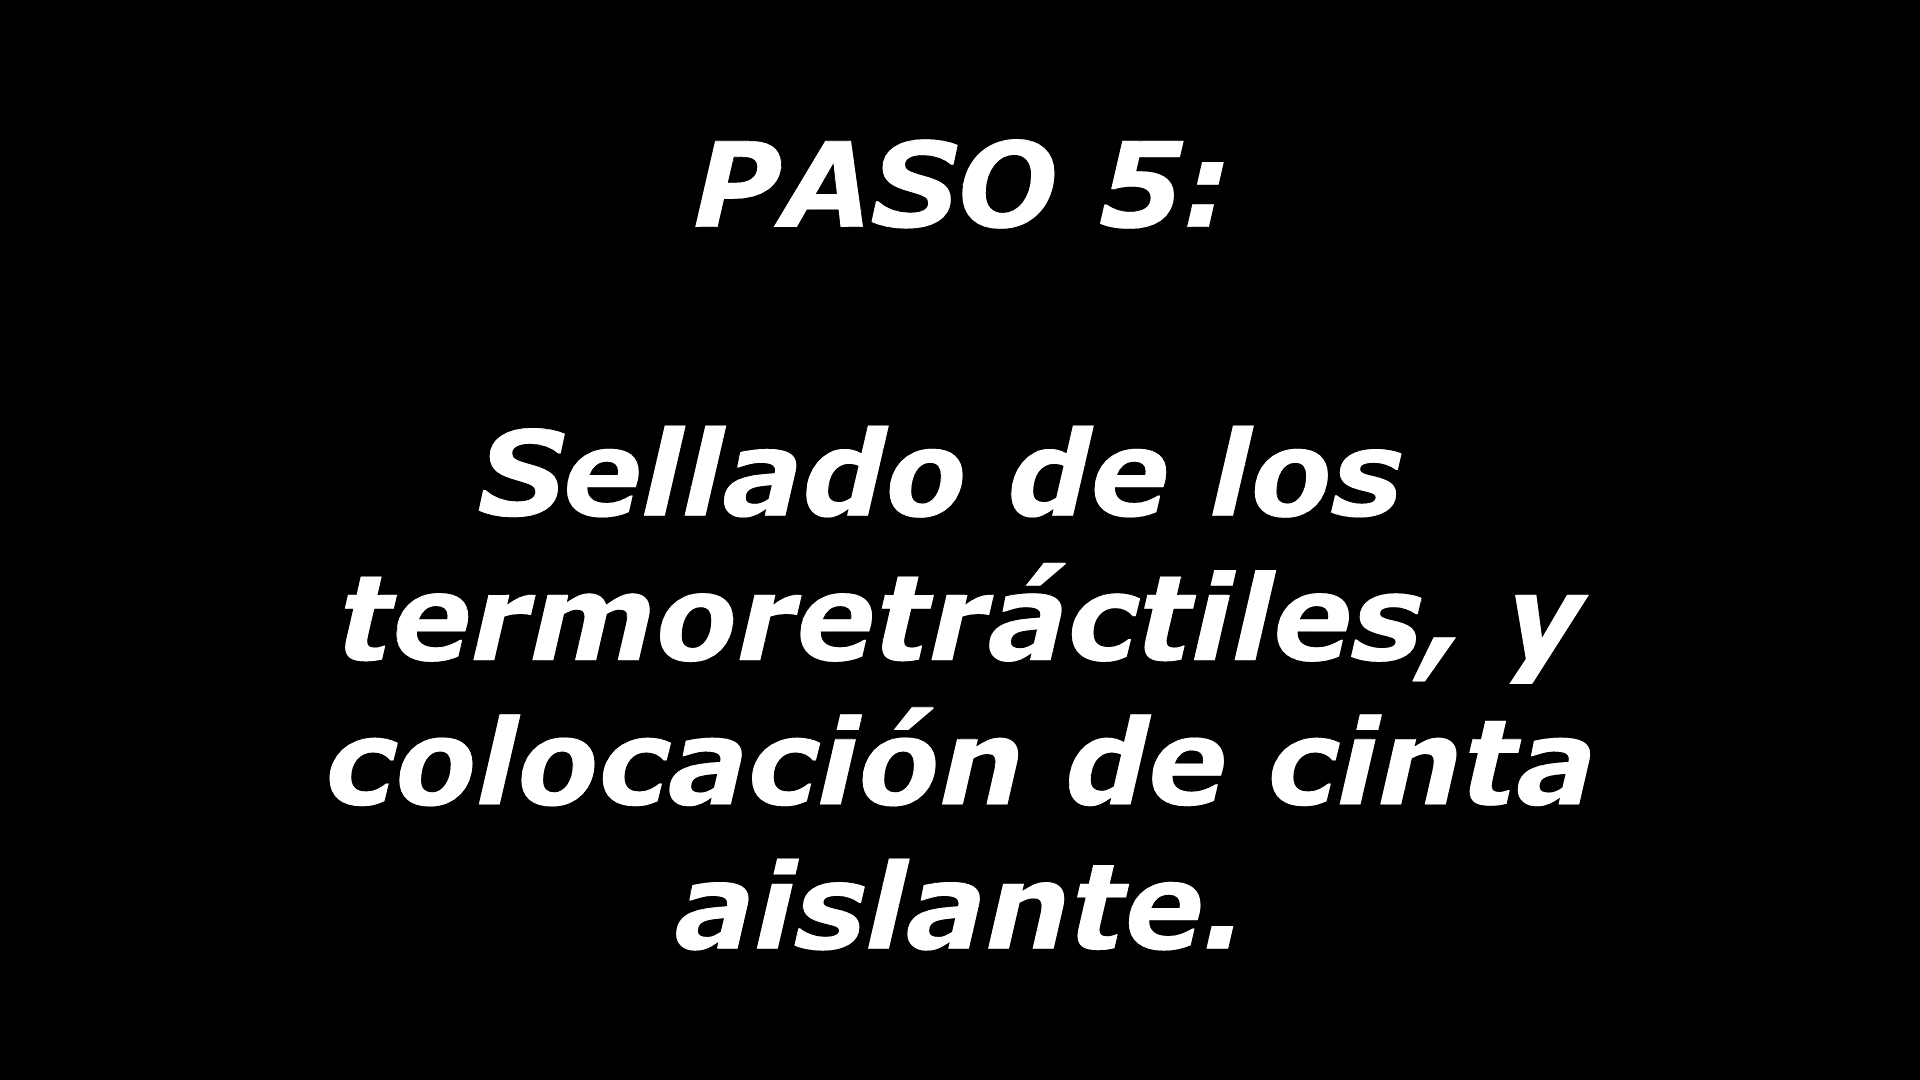 PASO 5:
Sellado de los
termoretráctiles, y
colocación de cinta
aislante.